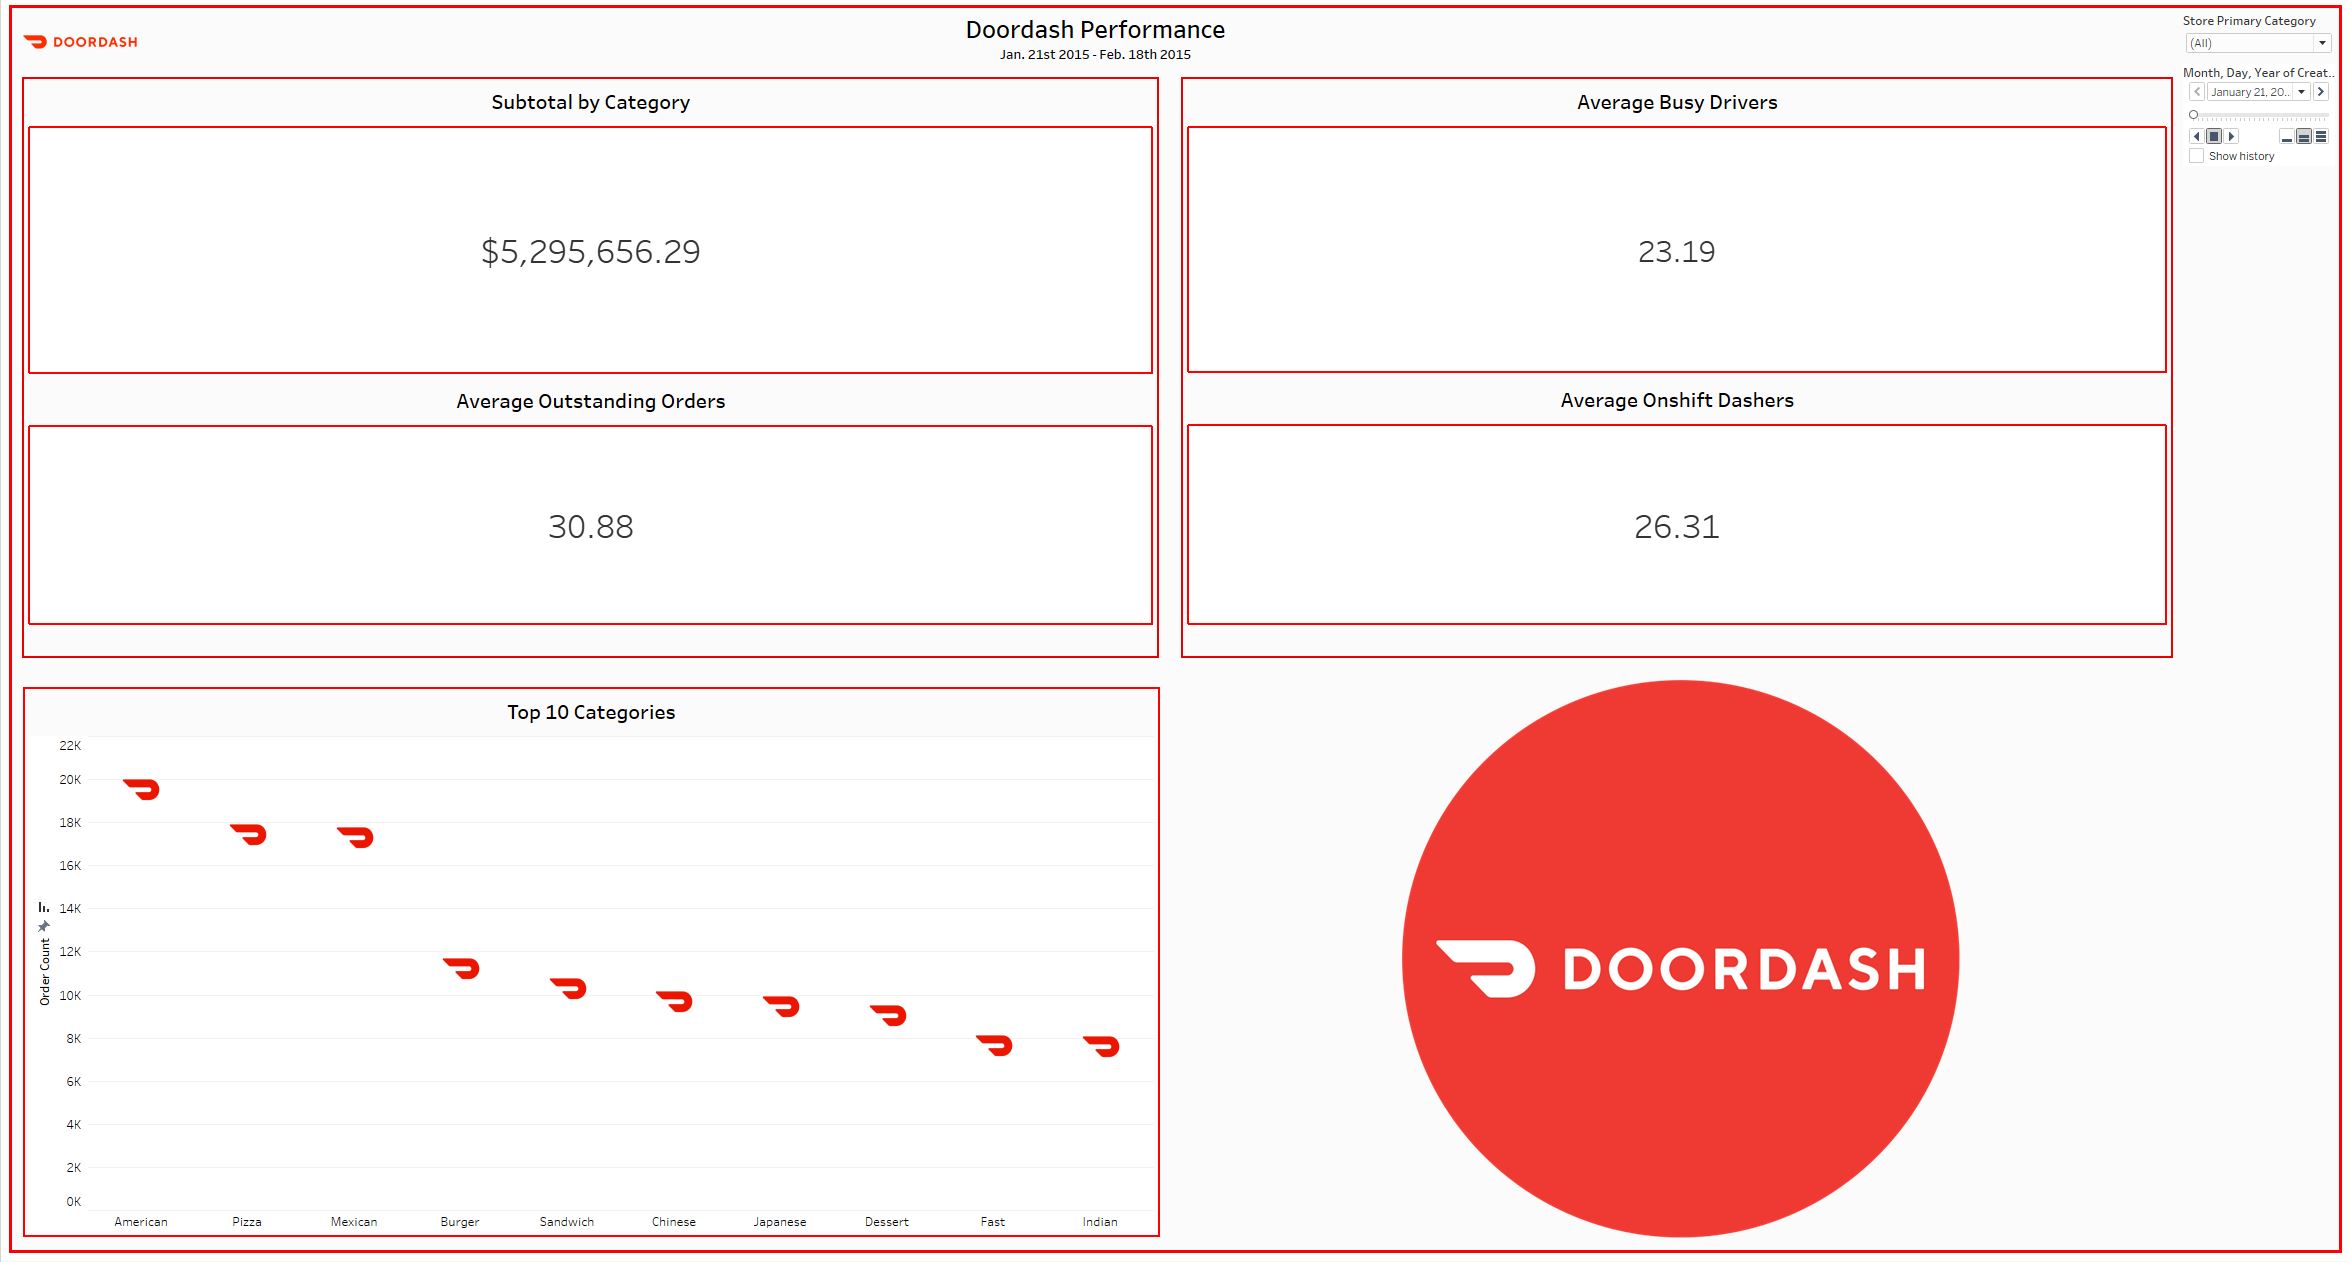 DOORDASH
Doordash Performance
Jan. 21st 2015 - Feb. 18th 2015
Store Primary Category
(All)
Month, Day, Year of Creat..
January 21, 20..
Show history
Subtotal by Category
$5,295,656.29
Average Busy Drivers
23.19
Average Outstanding Orders
30.88
Average Onshift Dashers
26.31
Top 10 Categories
22K
20K
18K
16K
14K
12K
10K
8K
6K
4K
2K
0K
Order Count
American Pizza Mexican Burger Sandwich Chinese Japanese Dessert Fast Indian
DOORDASH